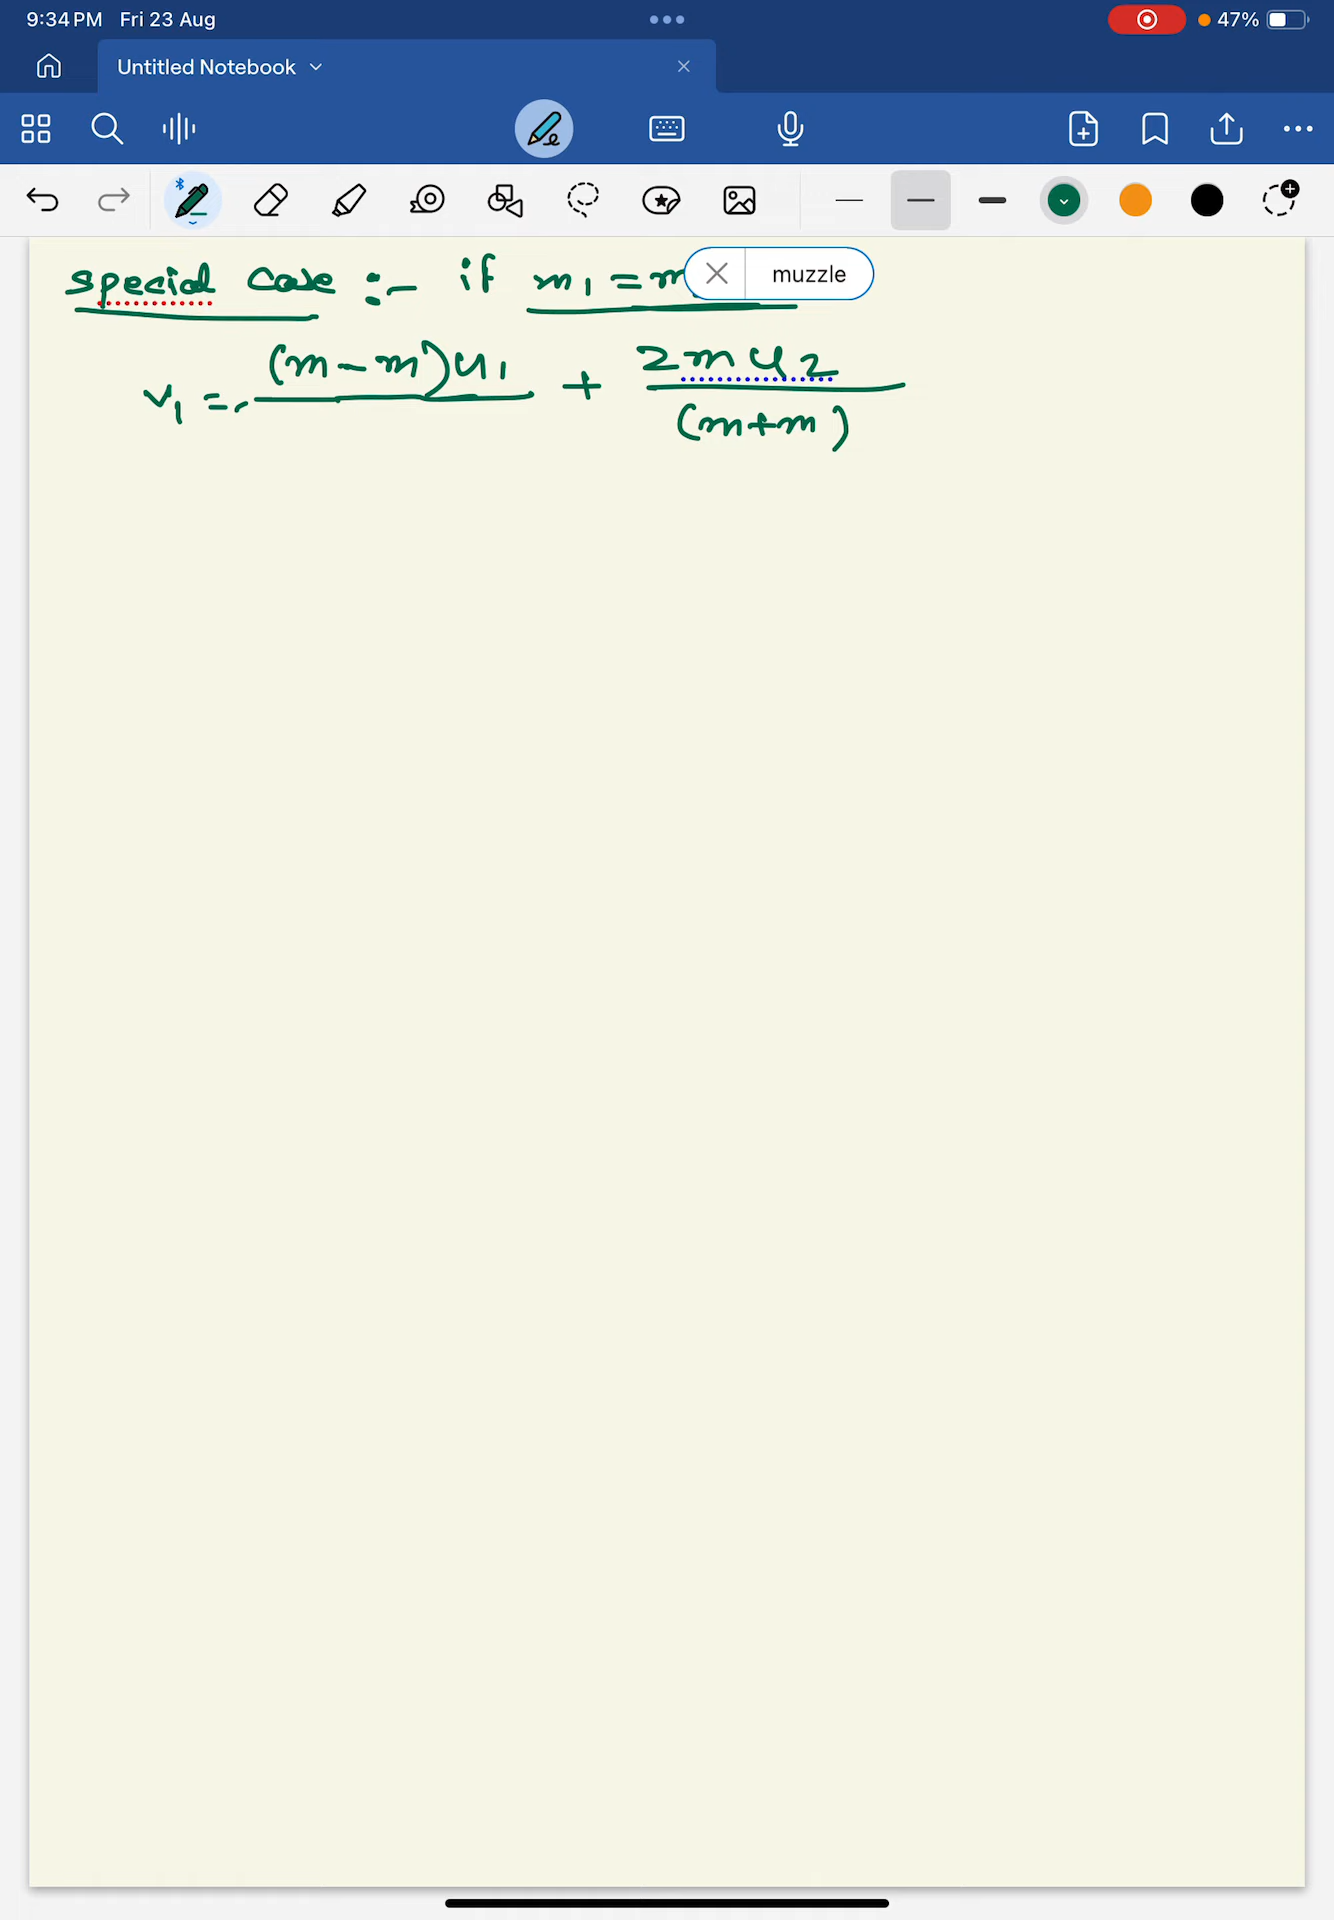 9:34 PM Fri 23 Aug 47%
Untitled Notebook
special case :- if m₁ = m
muzzle
v₁ = (m-m)u₁ + 2mu₂
(m+m)